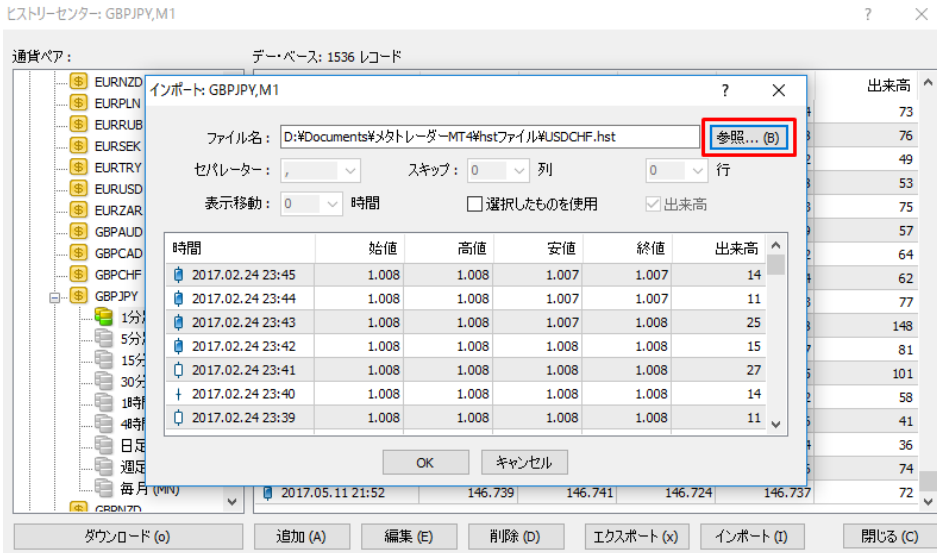 ヒストリーセンター: GBPJPY,M1
通貨ペア:
データ・ベース: 1536 レコード
EURNZD
EURPLN
EURRUB
EURSEK
EURTRY
EURUSD
EURZAR
GBPAUD
GBPCAD
GBPCHF
GBPJPY
1分
5分
15分
30分
1時
4時
日足
週足
毎月 (MN)
GBPNZD
インポート: GBPJPY,M1
ファイル名: D:¥Documents¥メタトレーダーMT4¥hstファイル¥USDCHF.hst 参照... (B)
セパレーター: , スキップ: 0 列 0 行
表示移動: 0 時間 選択したものを使用 出来高
時間 始値 高値 安値 終値 出来高
2017.02.24 23:45 1.008 1.008 1.007 1.007 14
2017.02.24 23:44 1.008 1.008 1.007 1.007 11
2017.02.24 23:43 1.008 1.008 1.007 1.008 25
2017.02.24 23:42 1.008 1.008 1.008 1.008 15
2017.02.24 23:41 1.008 1.008 1.008 1.008 27
2017.02.24 23:40 1.008 1.008 1.008 1.008 14
2017.02.24 23:39 1.008 1.008 1.008 1.008 11
OK キャンセル
出来高
73
76
49
53
75
57
64
62
77
148
81
101
58
41
36
74
2017.05.11 21:52 146.739 146.741 146.724 146.737 72
ダウンロード (o) 追加 (A) 編集 (E) 削除 (D) エクスポート (x) インポート (I) 閉じる (C)